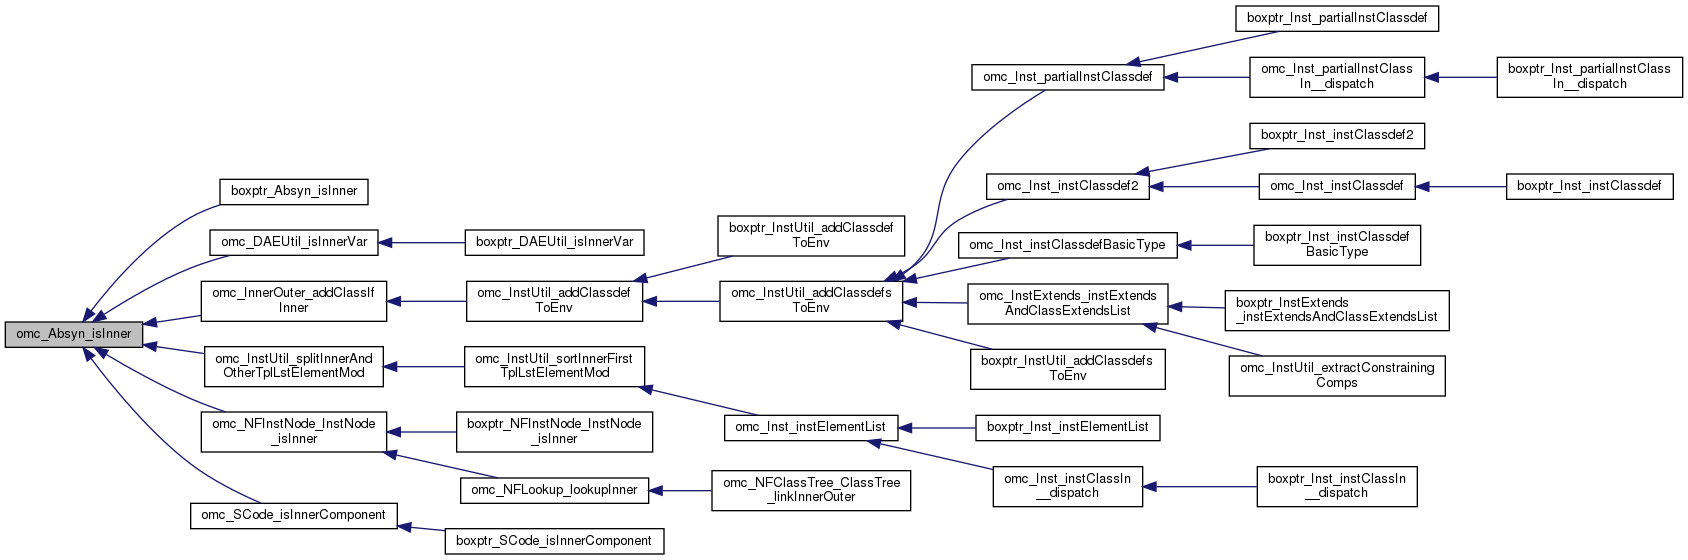 omc_Absyn_isInner
boxptr_Absyn_isInner
omc_DAEUtil_isInnerVar
boxptr_DAEUtil_isInnerVar
omc_InnerOuter_addClassIf
Inner
omc_InstUtil_addClassdef
ToEnv
boxptr_InstUtil_addClassdef
ToEnv
omc_InstUtil_addClassdefs
ToEnv
omc_Inst_partialInstClassdef
boxptr_Inst_partialInstClassdef
omc_Inst_partialInstClass
In__dispatch
boxptr_Inst_partialInstClass
In__dispatch
omc_Inst_instClassdef2
boxptr_Inst_instClassdef2
omc_Inst_instClassdef
boxptr_Inst_instClassdef
omc_Inst_instClassdefBasicType
boxptr_Inst_instClassdef
BasicType
omc_InstExtends_instExtends
AndClassExtendsList
boxptr_InstExtends
_instExtendsAndClassExtendsList
omc_InstUtil_extractConstraining
Comps
boxptr_InstUtil_addClassdefs
ToEnv
omc_InstUtil_splitInnerAnd
OtherTplLstElementMod
omc_InstUtil_sortInnerFirst
TplLstElementMod
omc_Inst_instElementList
boxptr_Inst_instElementList
omc_Inst_instClassIn
__dispatch
boxptr_Inst_instClassIn
__dispatch
omc_NFInstNode_InstNode
_isInner
boxptr_NFInstNode_InstNode
_isInner
omc_NFLookup_lookupInner
omc_NFClassTree_ClassTree
_linkInnerOuter
omc_SCode_isInnerComponent
boxptr_SCode_isInnerComponent